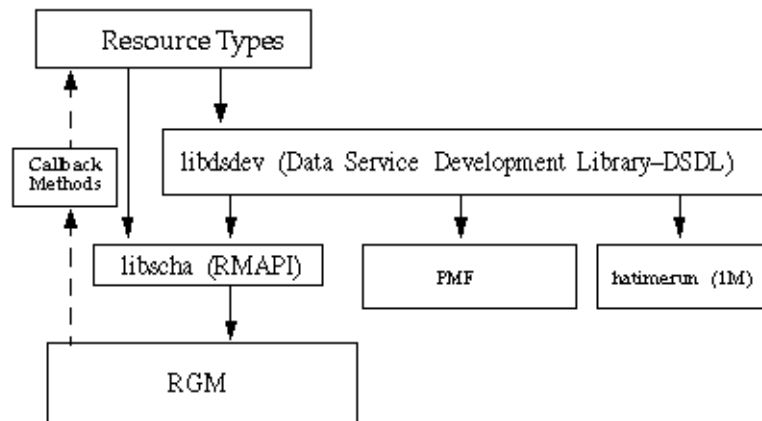 Resource Types
Callback
Methods
libdsdev (Data Service Development Library–DSDL)
libscha (RMAPI)
PMF
hatimerun (1M)
RGM